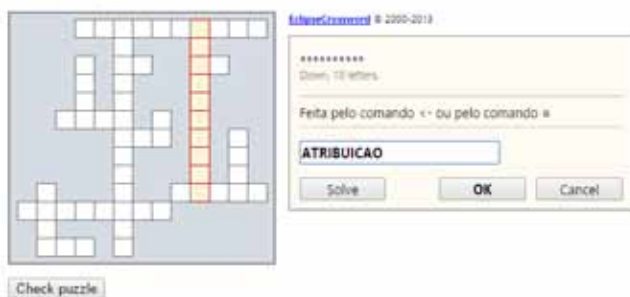 EclipseCrossword © 2000-2013
**********
Down, 10 letters.
Feita pelo comando <- ou pelo comando =
ATRIBUICAO
Solve
OK
Cancel
Check puzzle